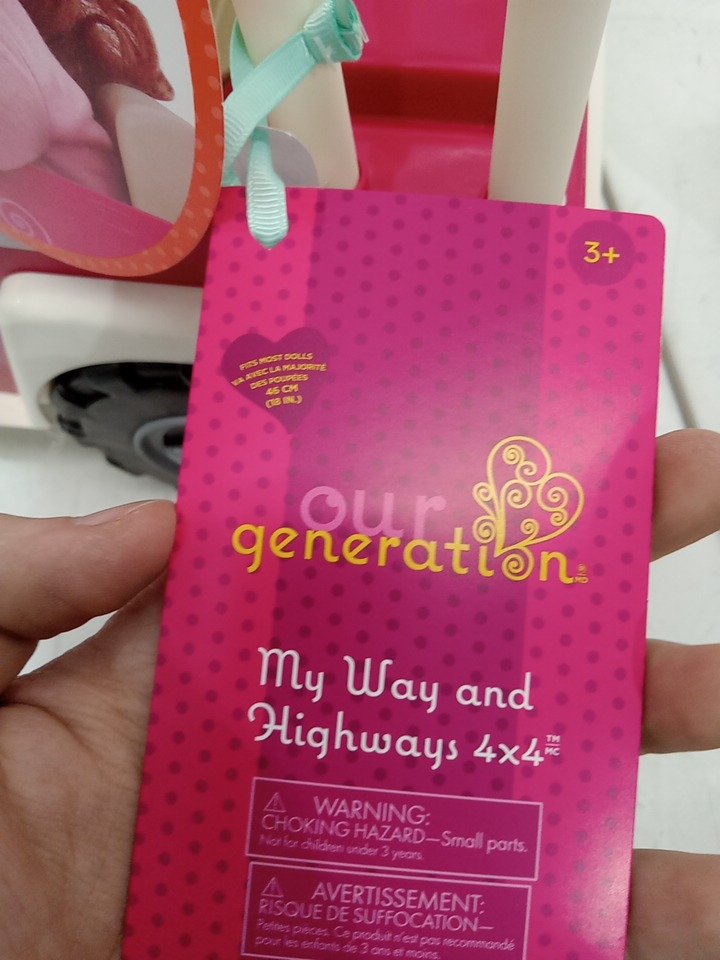 3+
FITS MOST DOLLS
VA AVEC LA MAJORITÉ
DES POUPÉES
46 CM
(18 IN.)
our
generation
® MD
My Way and
Highways 4x4™
MC
WARNING:
CHOKING HAZARD—Small parts.
Not for children under 3 years.
AVERTISSEMENT:
RISQUE DE SUFFOCATION—
Petites pièces. Ce produit n'est pas recommandé
pour les enfants de 3 ans et moins.